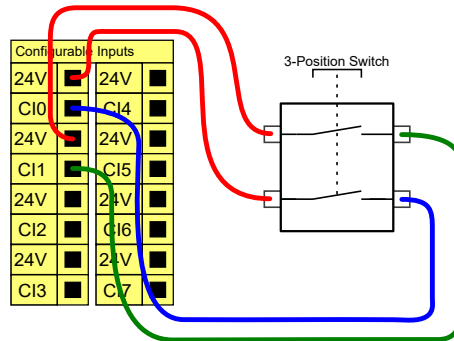 Configurable Inputs
3-Position Switch
24V 24V
CI0 CI4
24V 24V
CI1 CI5
24V 24V
CI2 CI6
24V 24V
CI3 CI7